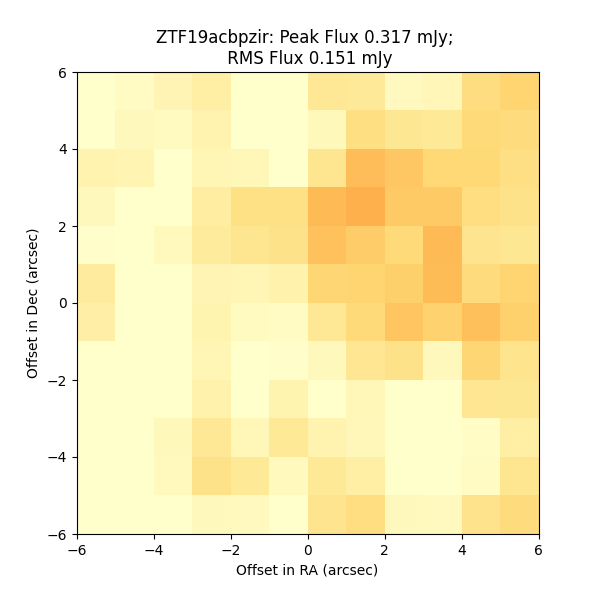 ZTF19acbpzir: Peak Flux 0.317 mJy;
RMS Flux 0.151 mJy
6
4
2
0
−2
−4
−6
Offset in Dec (arcsec)
−6 −4 −2 0 2 4 6
Offset in RA (arcsec)